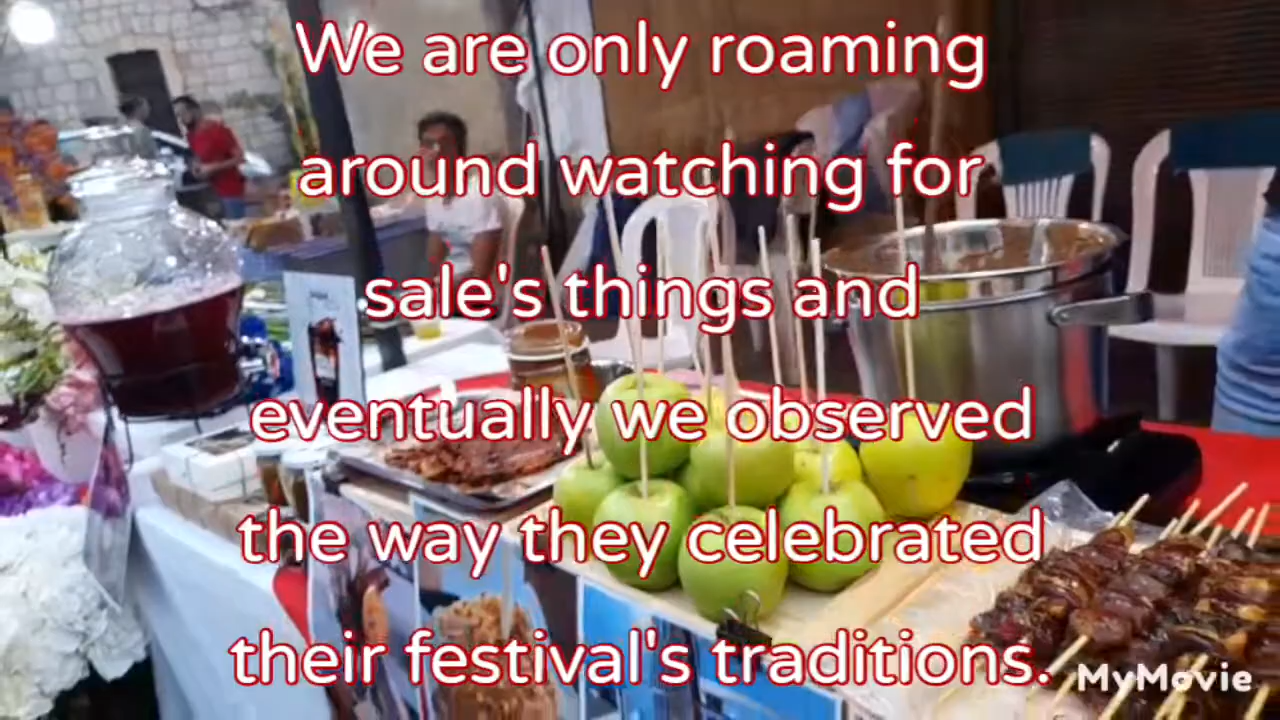 We are only roaming
around watching for
sale's things and
eventually we observed
the way they celebrated
their festival's traditions.
MyMovie